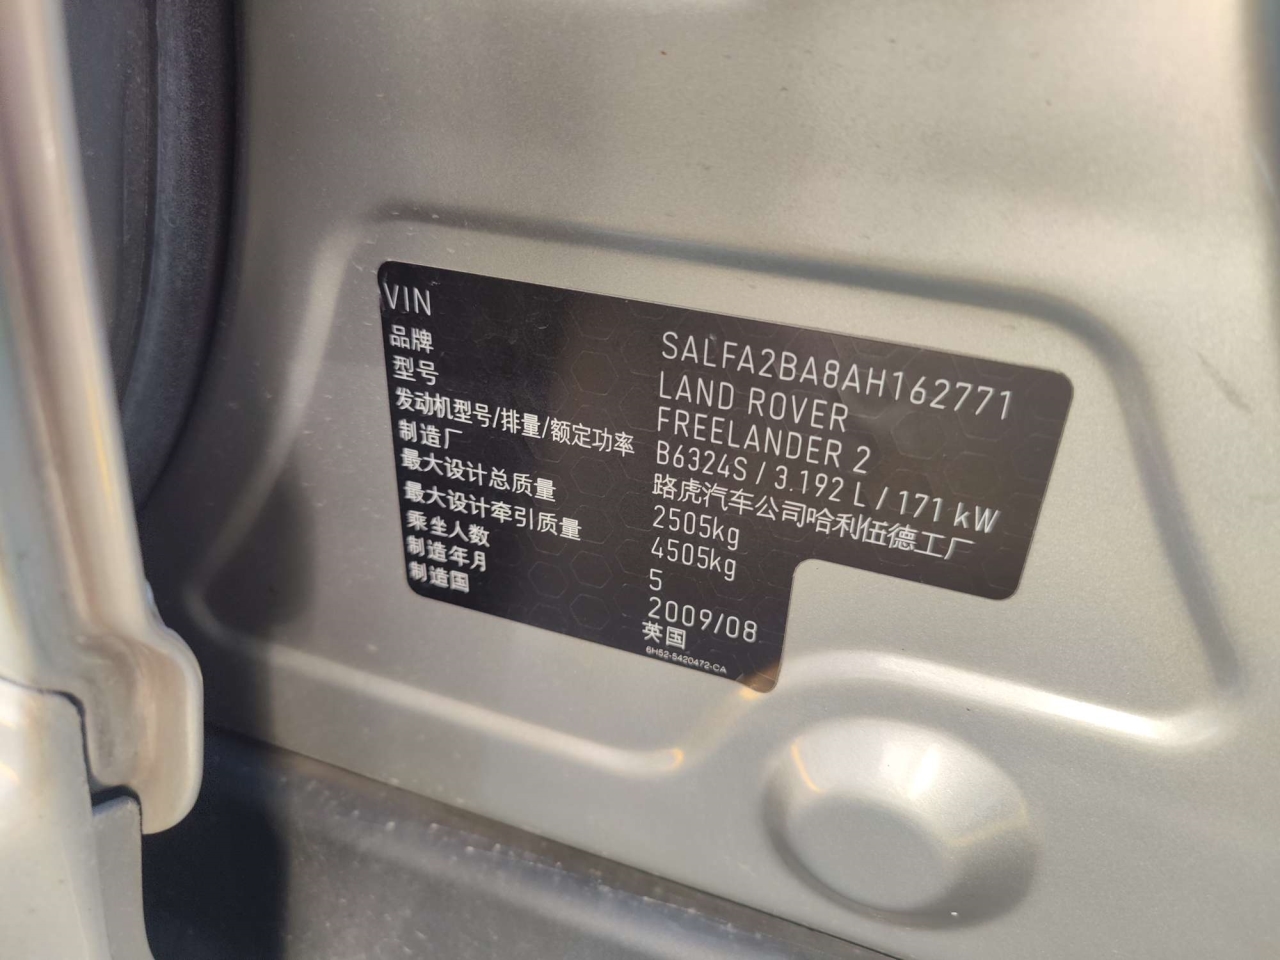 VIN SALFA2BA8AH162771
品牌 LAND ROVER
型号 FREELANDER 2
发动机型号/排量/额定功率 B6324S / 3.192 L / 171 kW
制造厂 路虎汽车公司哈利伍德工厂
最大设计总质量 2505kg
最大设计牵引质量 4505kg
乘坐人数 5
制造年月 2009/08
制造国 英国
6H52-5420472-CA